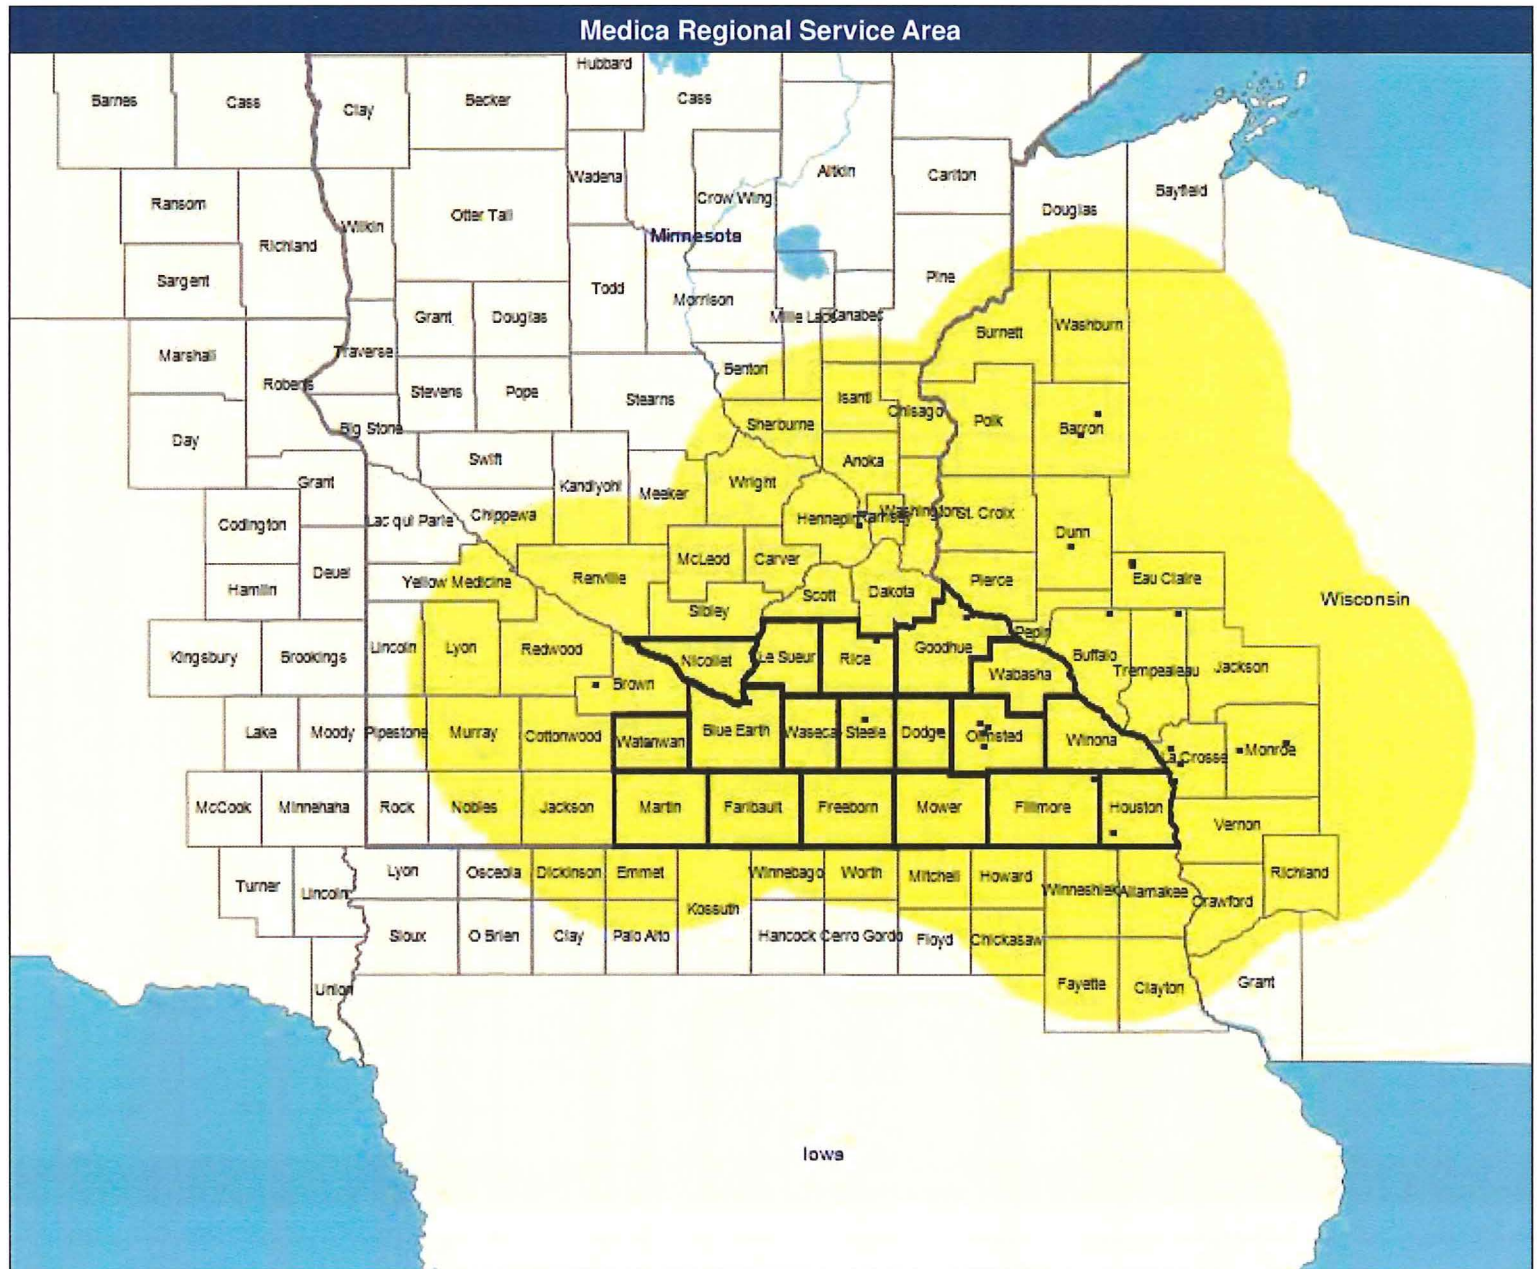 Medica Regional Service Area
Hubbard
Barnes
Cass
Clay
Becker
Cass
Aitkin
Carlton
Wadena
Crow Wing
Bayfield
Ransom
Wilkin
Otter Tail
Douglas
Richland
Minnesota
Sargent
Pine
Todd
Morrison
Grant
Douglas
Mille Lacs
Kanabec
Burnett
Washburn
Marshall
Traverse
Benton
Roberts
Stevens
Pope
Stearns
Isanti
Chisago
Polk
Barron
Day
Big Stone
Sherburne
Swift
Anoka
Grant
Kandiyohi
Meeker
Wright
Codington
Lac qui Parle
Chippewa
Hennepin
Ramsey
Washington
St. Croix
Dunn
Deuel
McLeod
Carver
Hamlin
Yellow Medicine
Renville
Scott
Dakota
Pierce
Eau Claire
Wisconsin
Sibley
Pepin
Kingsbury
Brookings
Lincoln
Lyon
Redwood
Nicollet
Le Sueur
Rice
Goodhue
Wabasha
Buffalo
Trempealeau
Jackson
Brown
Lake
Moody
Pipestone
Murray
Cottonwood
Watonwan
Blue Earth
Waseca
Steele
Dodge
Olmsted
Winona
La Crosse
Monroe
McCook
Minnehaha
Rock
Nobles
Jackson
Martin
Faribault
Freeborn
Mower
Fillmore
Houston
Vernon
Turner
Lincoln
Lyon
Osceola
Dickinson
Emmet
Kossuth
Winnebago
Worth
Mitchell
Howard
Winneshiek
Allamakee
Crawford
Richland
Sioux
O Brien
Clay
Palo Alto
Hancock
Cerro Gordo
Floyd
Chickasaw
Union
Fayette
Clayton
Grant
Iowa